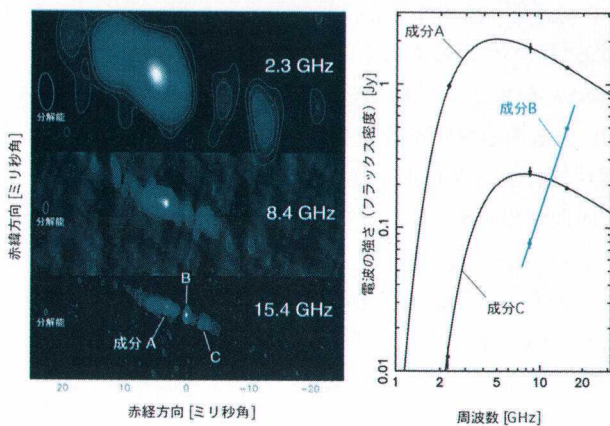 2.3 GHz
分解能
8.4 GHz
分解能
15.4 GHz
B
分解能
成分 A
C
赤緯方向 [ミリ秒角]
20
10
0
-10
-20
赤経方向 [ミリ秒角]
電波の強さ（フラックス密度）[Jy]
1
0.1
0.01
成分A
成分B
成分C
1
2
5
10
20
周波数 [GHz]